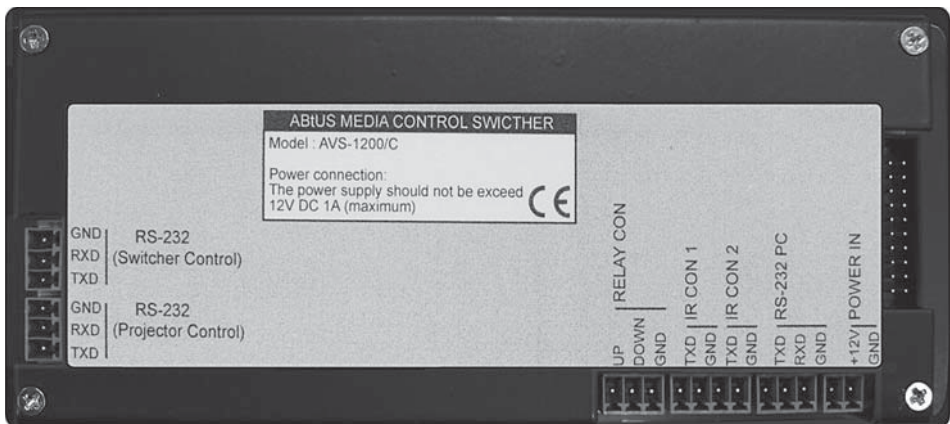 ABtUS MEDIA CONTROL SWICTHER
Model : AVS-1200/C
Power connection:
The power supply should not be exceed
12V DC 1A (maximum)
CE
GND
RXD
TXD
RS-232
(Switcher Control)
GND
RXD
TXD
RS-232
(Projector Control)
RELAY CON
UP
DOWN
GND
IR CON 1
TXD
GND
IR CON 2
TXD
GND
RS-232 PC
TXD
RXD
GND
POWER IN
+12V
GND